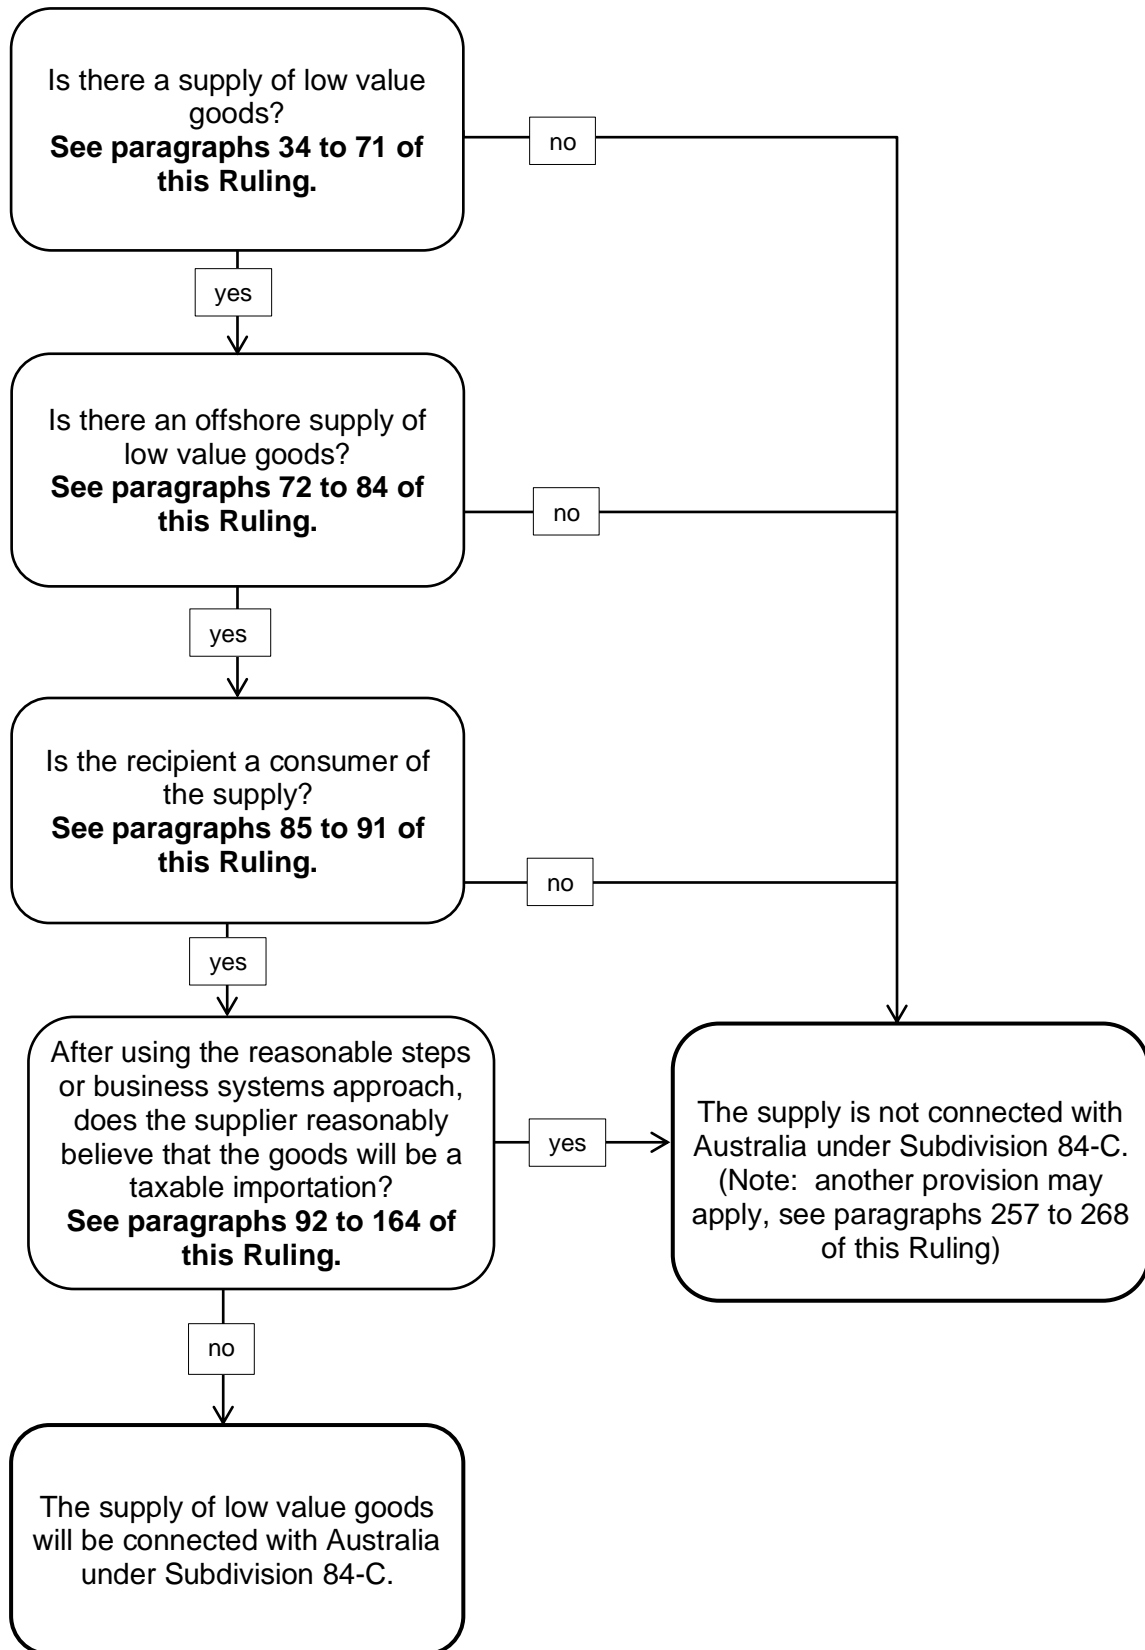 Is there a supply of low value
goods?
See paragraphs 34 to 71 of
this Ruling.
no
yes
Is there an offshore supply of
low value goods?
See paragraphs 72 to 84 of
this Ruling.
no
yes
Is the recipient a consumer of
the supply?
See paragraphs 85 to 91 of
this Ruling.
no
yes
After using the reasonable steps
or business systems approach,
does the supplier reasonably
believe that the goods will be a
taxable importation?
See paragraphs 92 to 164 of
this Ruling.
yes
The supply is not connected with
Australia under Subdivision 84-C.
(Note:  another provision may
apply, see paragraphs 257 to 268
of this Ruling)
no
The supply of low value goods
will be connected with Australia
under Subdivision 84-C.